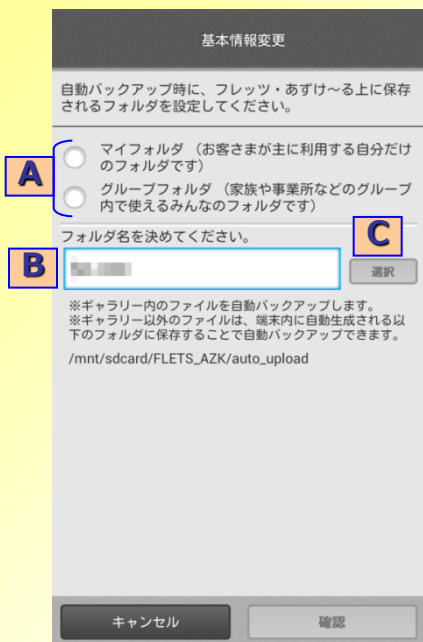 基本情報変更
自動バックアップ時に、フレッツ・あずけ～る上に保存
されるフォルダを設定してください。
A
マイフォルダ （お客さまが主に利用する自分だけ
のフォルダです）
グループフォルダ （家族や事業所などのグループ
内で使えるみんなのフォルダです）
フォルダ名を決めてください。
C
B
選択
※ギャラリー内のファイルを自動バックアップします。
※ギャラリー以外のファイルは、端末内に自動生成される以
下のフォルダに保存することで自動バックアップできます。
/mnt/sdcard/FLETS_AZK/auto_upload
キャンセル
確認